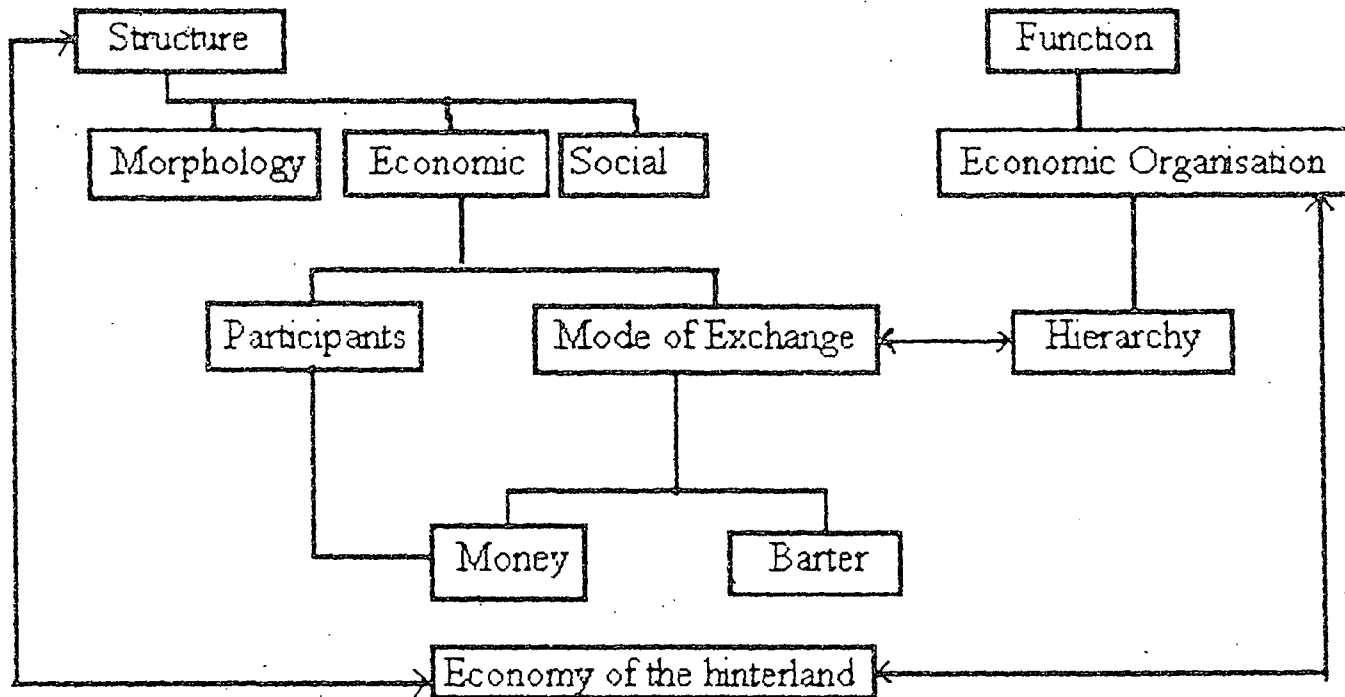 Structure
Function
Morphology
Economic
Social
Economic Organisation
Participants
Mode of Exchange
Hierarchy
Money
Barter
Economy of the hinterland